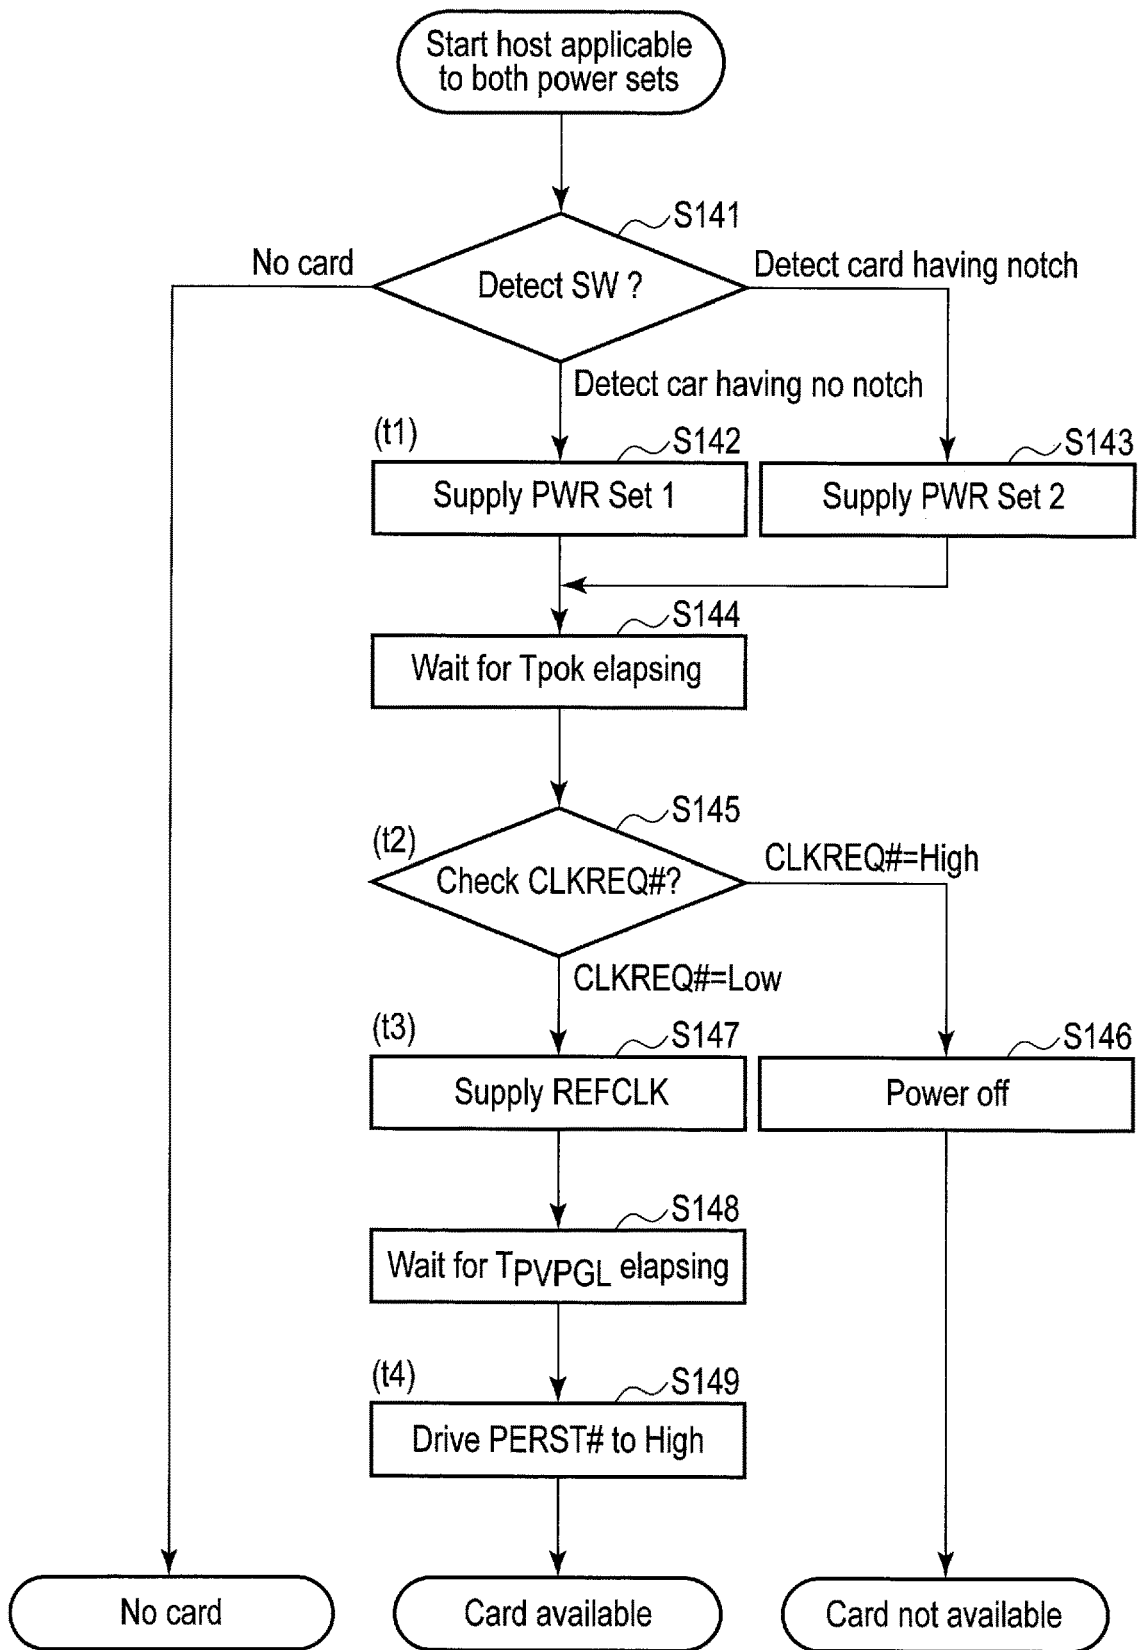 Start host applicable
to both power sets
S141
No card
Detect SW ?
Detect card having notch
Detect car having no notch
(t1)
S142
S143
Supply PWR Set 1
Supply PWR Set 2
S144
Wait for Tpok elapsing
S145
(t2)
Check CLKREQ#?
CLKREQ#=High
CLKREQ#=Low
(t3)
S147
S146
Supply REFCLK
Power off
S148
Wait for TPVPGL elapsing
(t4)
S149
Drive PERST# to High
No card
Card available
Card not available